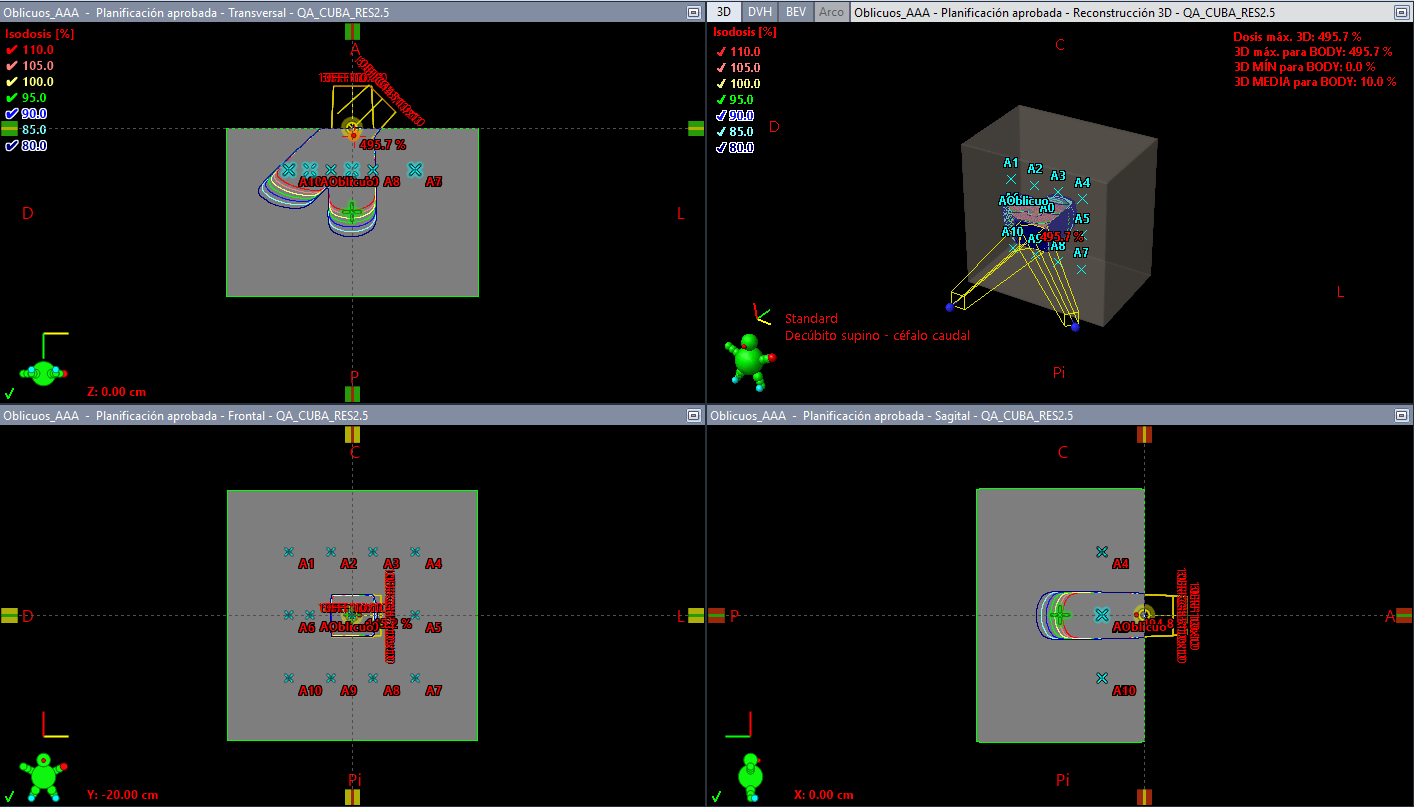 Oblicuos_AAA - Planificación aprobada - Transversal - QA_CUBA_RES2.5
Isodosis [%]
110.0
105.0
100.0
95.0
90.0
85.0
80.0
A
495.7 %
AOblicuo
A8
A7
D
L
P
Z: 0.00 cm
3D
DVH
BEV
Arco
Oblicuos_AAA - Planificación aprobada - Reconstrucción 3D - QA_CUBA_RES2.5
Isodosis [%]
110.0
105.0
100.0
95.0
90.0
85.0
80.0
Dosis máx. 3D: 495.7 %
3D máx. para BODY: 495.7 %
3D MÍN para BODY: 0.0 %
3D MEDIA para BODY: 10.0 %
C
D
A1
A2
A3
A4
AOblicuo
A0
A5
A10
495.7 %
A8
A7
L
Standard
Decúbito supino - céfalo caudal
Pi
Oblicuos_AAA - Planificación aprobada - Frontal - QA_CUBA_RES2.5
C
A1
A2
A3
A4
D
L
A6
AOblicuo
A5
A10
A9
A8
A7
Pi
Y: -20.00 cm
Oblicuos_AAA - Planificación aprobada - Sagital - QA_CUBA_RES2.5
C
A4
P
A
AOblicuo
A10
Pi
X: 0.00 cm